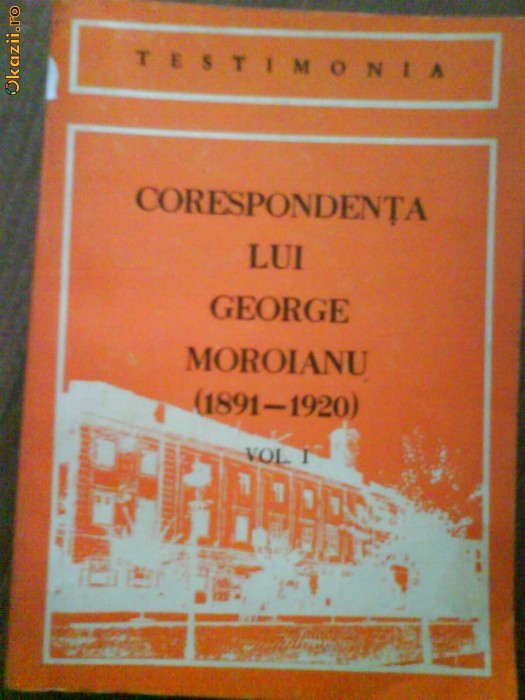 Okazii.ro
TESTIMONIA
CORESPONDENȚA
LUI
GEORGE
MOROIANU
(1891—1920)
VOL. I